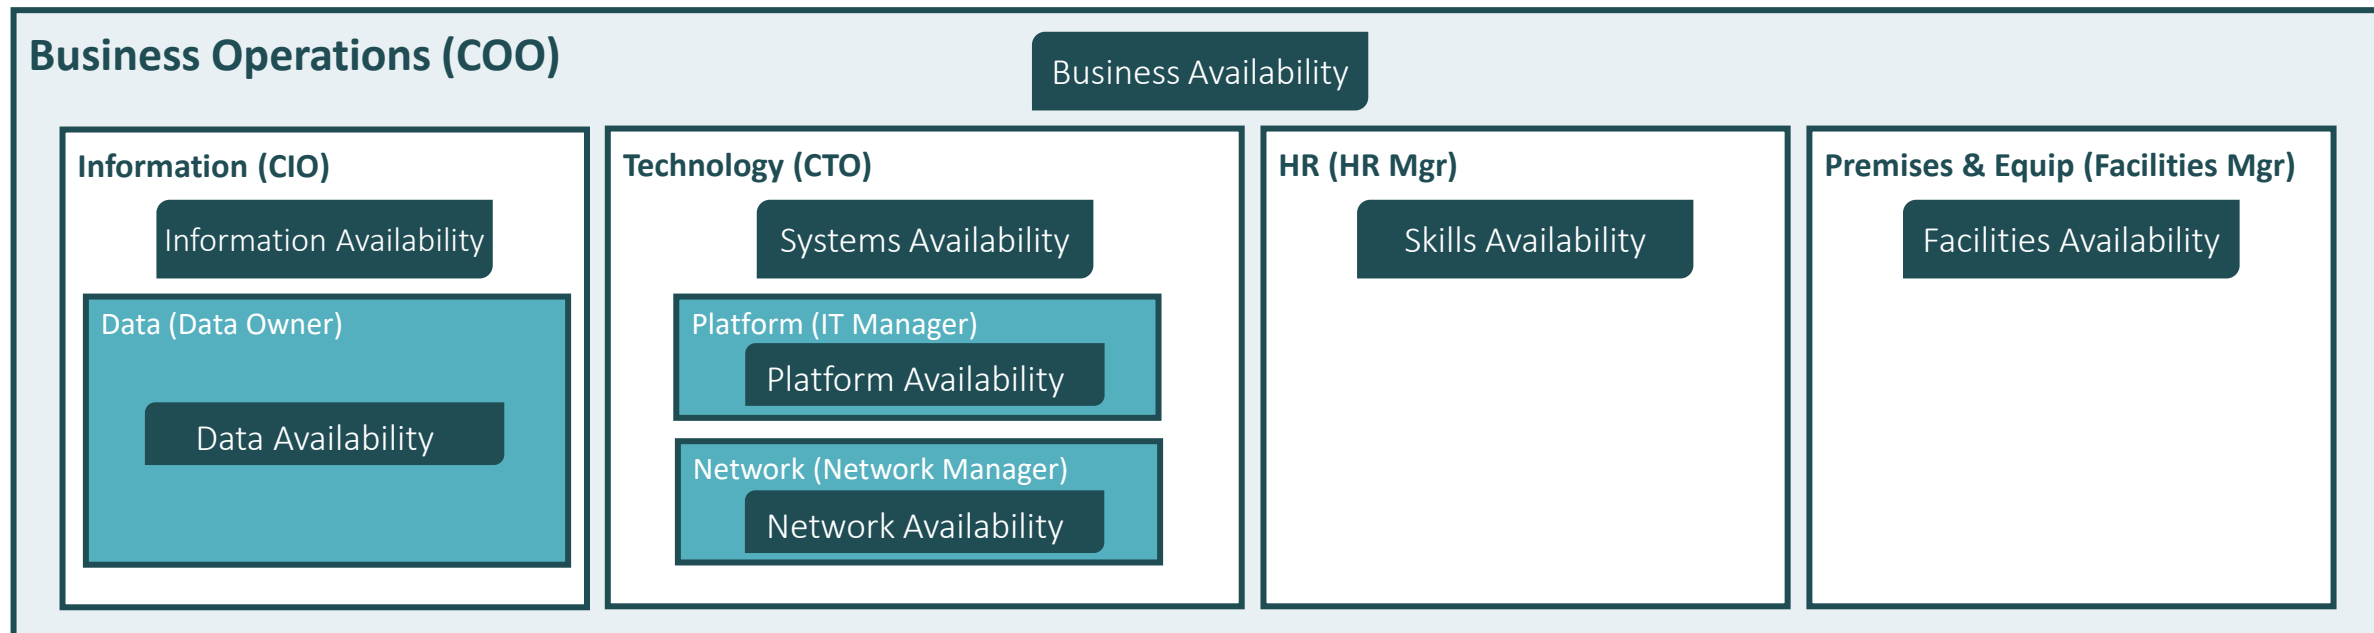 Business Operations (COO)
Business Availability
Information (CIO)
Information Availability
Data (Data Owner)
Data Availability
Technology (CTO)
Systems Availability
Platform (IT Manager)
Platform Availability
Network (Network Manager)
Network Availability
HR (HR Mgr)
Skills Availability
Premises & Equip (Facilities Mgr)
Facilities Availability